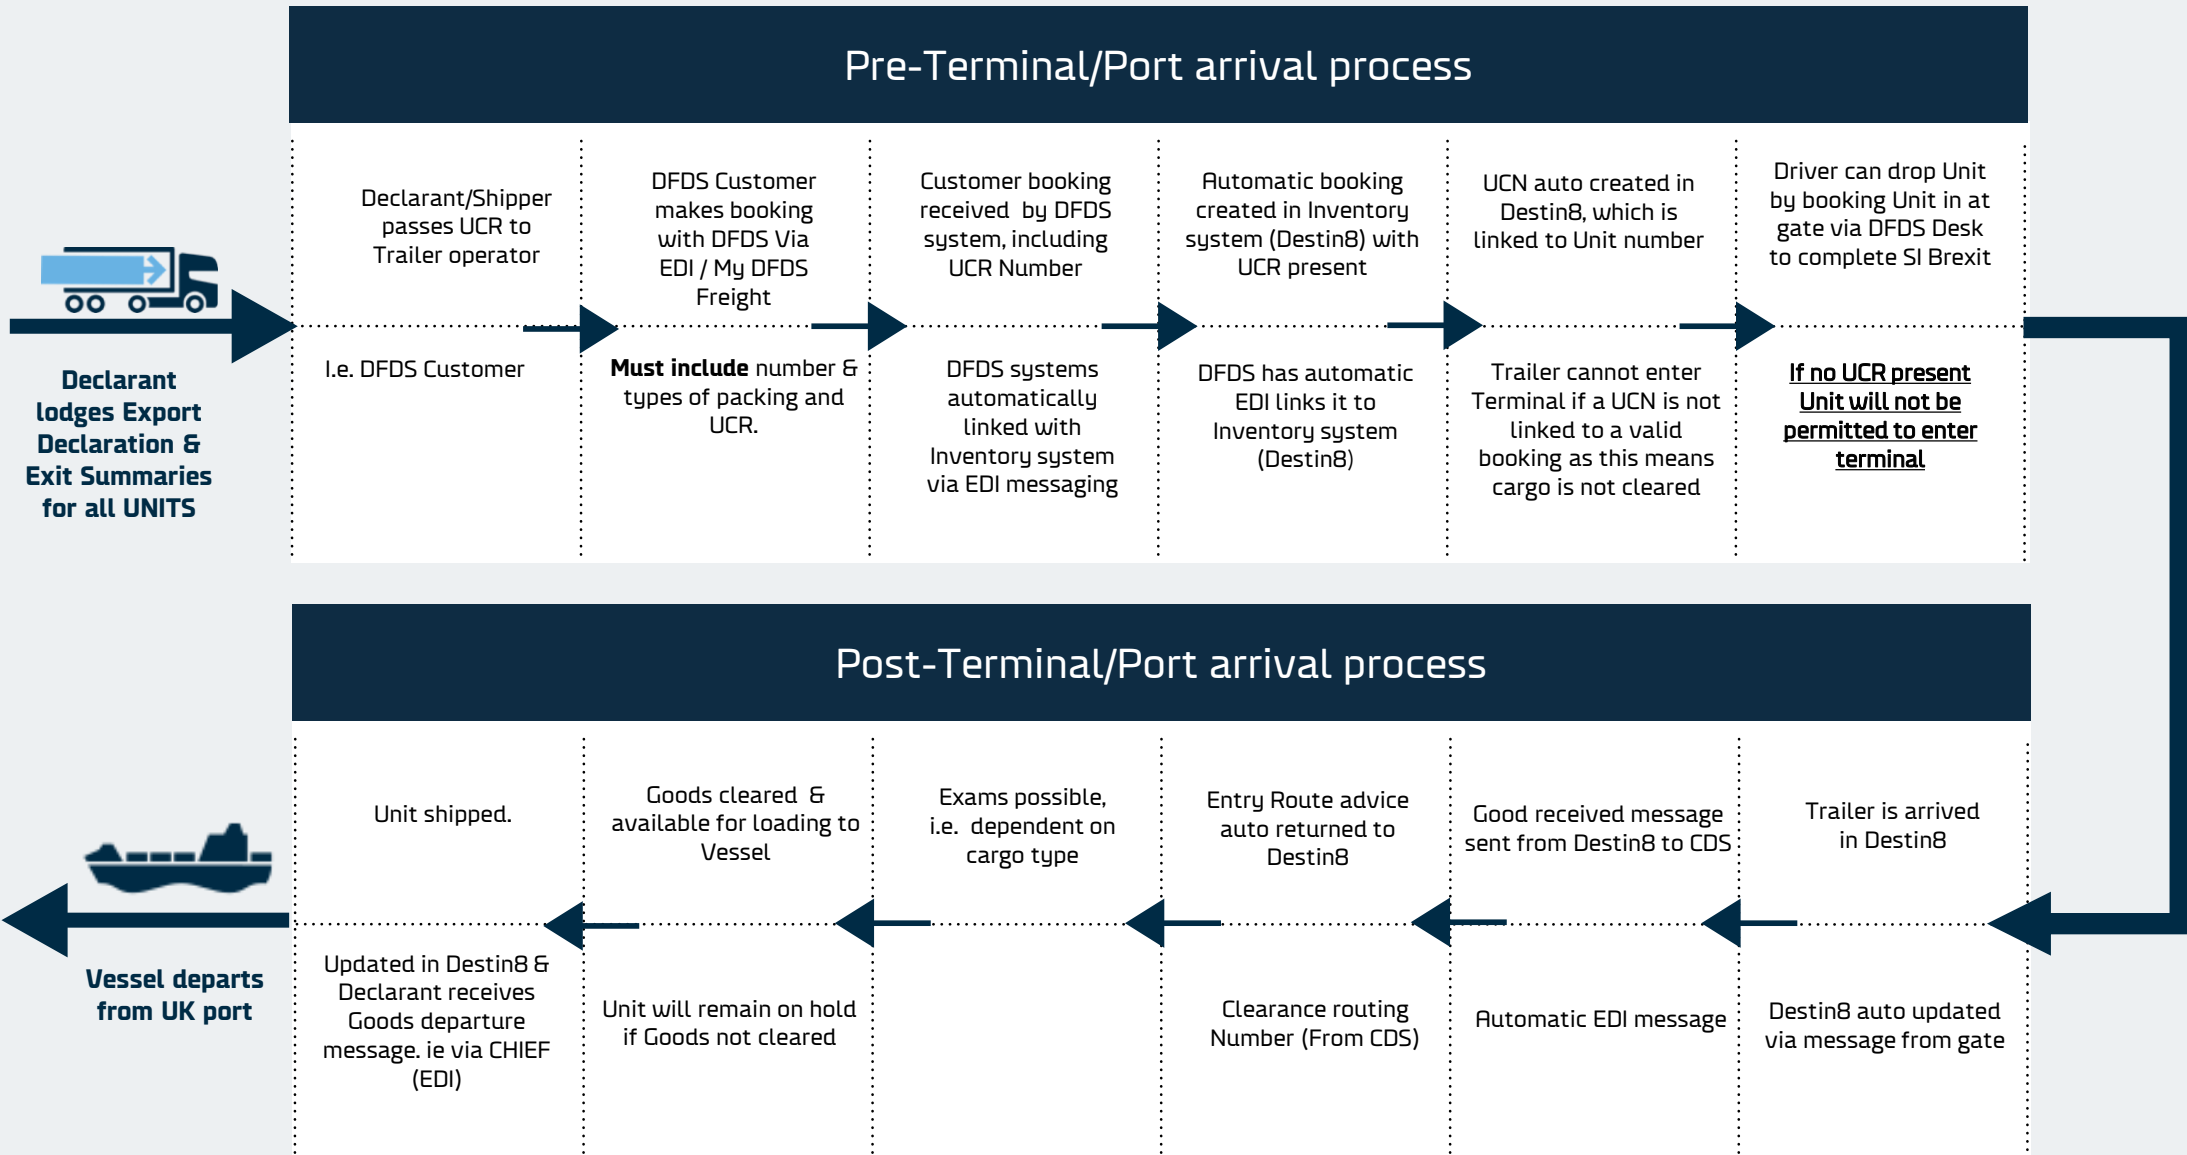 Pre-Terminal/Port arrival process
Declarant/Shipper
passes UCR to
Trailer operator
DFDS Customer
makes booking
with DFDS Via
EDI / My DFDS
Freight
Customer booking
received by DFDS
system, including
UCR Number
Automatic booking
created in Inventory
system (Destin8) with
UCR present
UCN auto created in
Destin8, which is
linked to Unit number
Driver can drop Unit
by booking Unit in at
gate via DFDS Desk
to complete SI Brexit
Declarant
lodges Export
Declaration &
Exit Summaries
for all UNITS
I.e. DFDS Customer
Must include number &
types of packing and
UCR.
DFDS systems
automatically
linked with
Inventory system
via EDI messaging
DFDS has automatic
EDI links it to
Inventory system
(Destin8)
Trailer cannot enter
Terminal if a UCN is not
linked to a valid
booking as this means
cargo is not cleared
If no UCR present
Unit will not be
permitted to enter
terminal
Post-Terminal/Port arrival process
Unit shipped.
Goods cleared &
available for loading to
Vessel
Exams possible,
i.e. dependent on
cargo type
Entry Route advice
auto returned to
Destin8
Good received message
sent from Destin8 to CDS
Trailer is arrived
in Destin8
Vessel departs
from UK port
Updated in Destin8 &
Declarant receives
Goods departure
message. ie via CHIEF
(EDI)
Unit will remain on hold
if Goods not cleared
Clearance routing
Number (From CDS)
Automatic EDI message
Destin8 auto updated
via message from gate